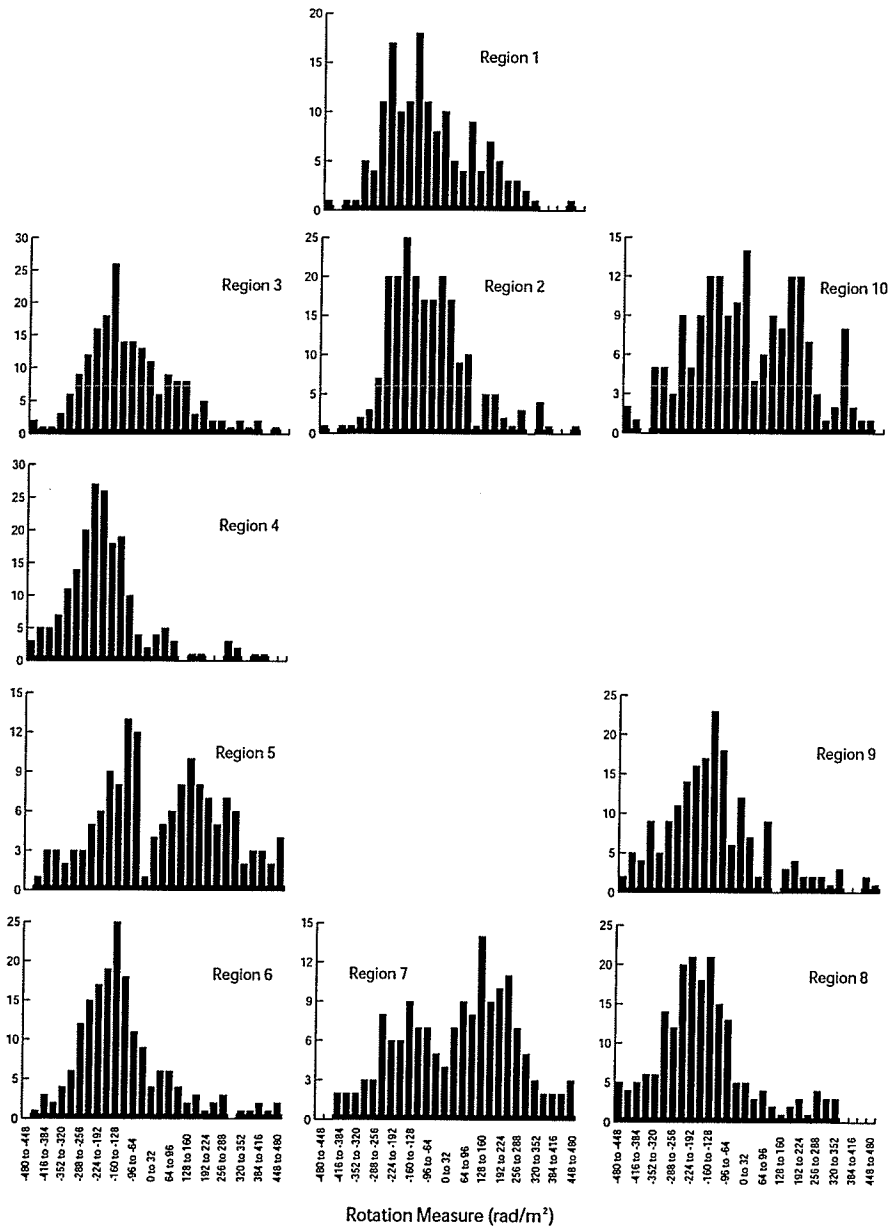 20
15
10
5
0
Region 1
30
25
20
15
10
5
0
Region 3
25
20
15
10
5
0
Region 2
15
12
9
6
3
0
Region 10
30
25
20
15
10
5
0
Region 4
15
12
9
6
3
0
Region 5
25
20
15
10
5
0
Region 9
25
20
15
10
5
0
Region 6
15
12
9
6
3
0
Region 7
25
20
15
10
5
0
Region 8
-480 to -448
-416 to -384
-352 to -320
-288 to -256
-224 to -192
-160 to -128
-96 to -64
0 to 32
64 to 96
128 to 160
192 to 224
256 to 288
320 to 352
384 to 416
448 to 480
-480 to -448
-416 to -384
-352 to -320
-288 to -256
-224 to -192
-160 to -128
-96 to -64
0 to 32
64 to 96
128 to 160
192 to 224
256 to 288
320 to 352
384 to 416
448 to 480
-480 to -448
-416 to -384
-352 to -320
-288 to -256
-224 to -192
-160 to -128
-96 to -64
0 to 32
64 to 96
128 to 160
192 to 224
256 to 288
320 to 352
384 to 416
448 to 480
Rotation Measure (rad/m²)